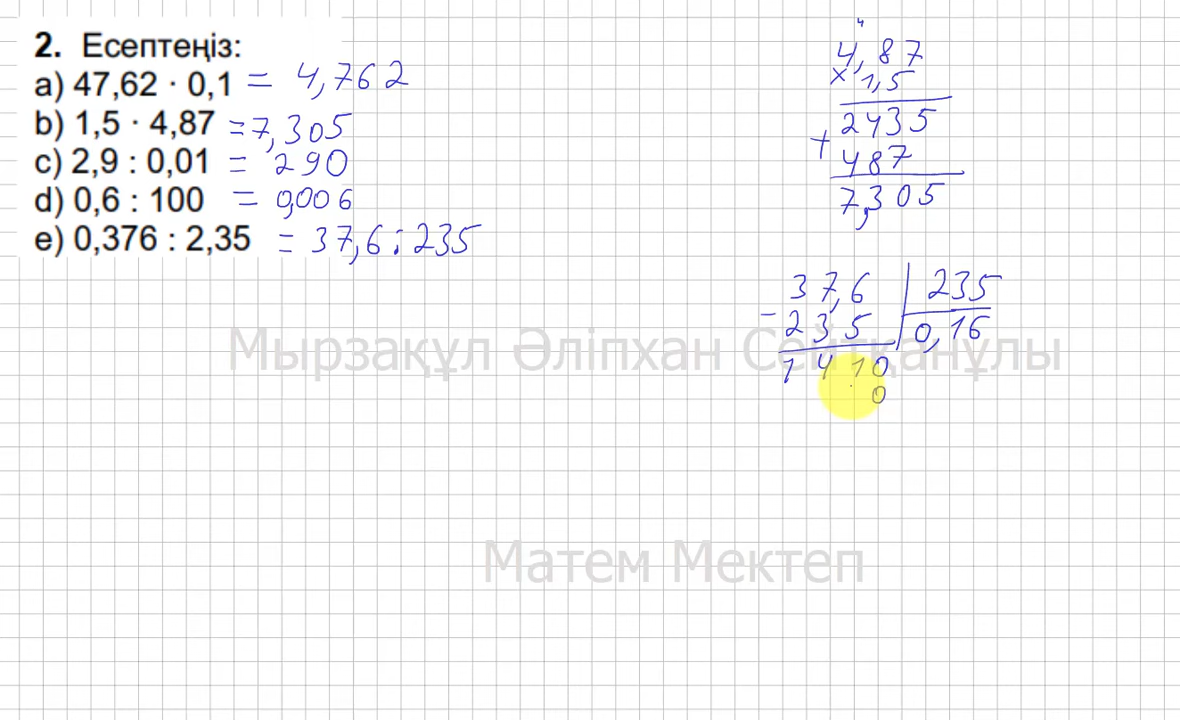 2. Есептеңіз:
a) 47,62 · 0,1 = 4,762
b) 1,5 · 4,87 = 7,305
c) 2,9 : 0,01 = 290
d) 0,6 : 100 = 0,006
e) 0,376 : 2,35 = 37,6 : 235
4
4,87
× 1,5
2435
+
487
7,305
37,6 235
- 235 0,16
1410
0
Мырзақұл Әліпхан Сейтқанұлы
Матем Мектеп